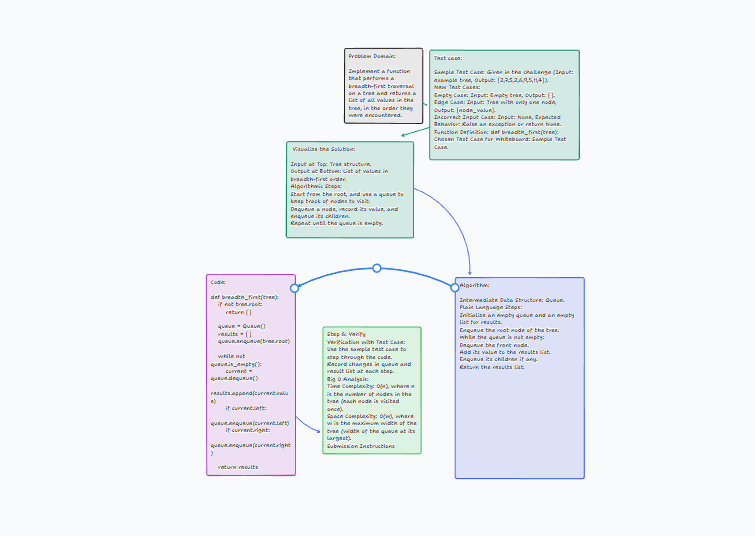 Problem Domain:
Implement a function
that performs a
breadth-first traversal
on a tree and returns a
list of all values in the
tree, in the order they
were encountered.
Test case:
Sample Test Case: Given in the challenge (Input:
example tree, Output: [2,7,5,2,6,9,5,11,4]).
New Test Cases:
Empty Case: Input: Empty tree, Output: [].
Edge Case: Input: Tree with only one node,
Output: [node_value].
Incorrect Input Case: Input: None, Expected
Behavior: Raise an exception or return None.
Function Definition: def breadth_first(tree):
Chosen Test Case for Whiteboard: Sample Test
Case.
Visualize the Solution:
Input at Top: Tree structure.
Output at Bottom: List of values in
breadth-first order.
Algorithmic Steps:
Start from the root, and use a queue to
keep track of nodes to visit.
Dequeue a node, record its value, and
enqueue its children.
Repeat until the queue is empty.
Algorithm:
Intermediate Data Structure: Queue.
Plain Language Steps:
Initialize an empty queue and an empty
list for results.
Enqueue the root node of the tree.
While the queue is not empty:
Dequeue the front node.
Add its value to the results list.
Enqueue its children if any.
Return the results list.
Code:
def breadth_first(tree):
if not tree.root:
return []
queue = Queue()
results = []
queue.enqueue(tree.root)
while not
queue.is_empty():
current =
queue.dequeue()
results.append(current.valu
e)
if current.left:
queue.enqueue(current.left)
if current.right:
queue.enqueue(current.right
)
return results
Step 6: Verify
Verification with Test Case:
Use the sample test case to
step through the code.
Record changes in queue and
result list at each step.
Big O Analysis:
Time Complexity: O(n), where n
is the number of nodes in the
tree (each node is visited
once).
Space Complexity: O(w), where
w is the maximum width of the
tree (width of the queue at its
largest).
Submission Instructions